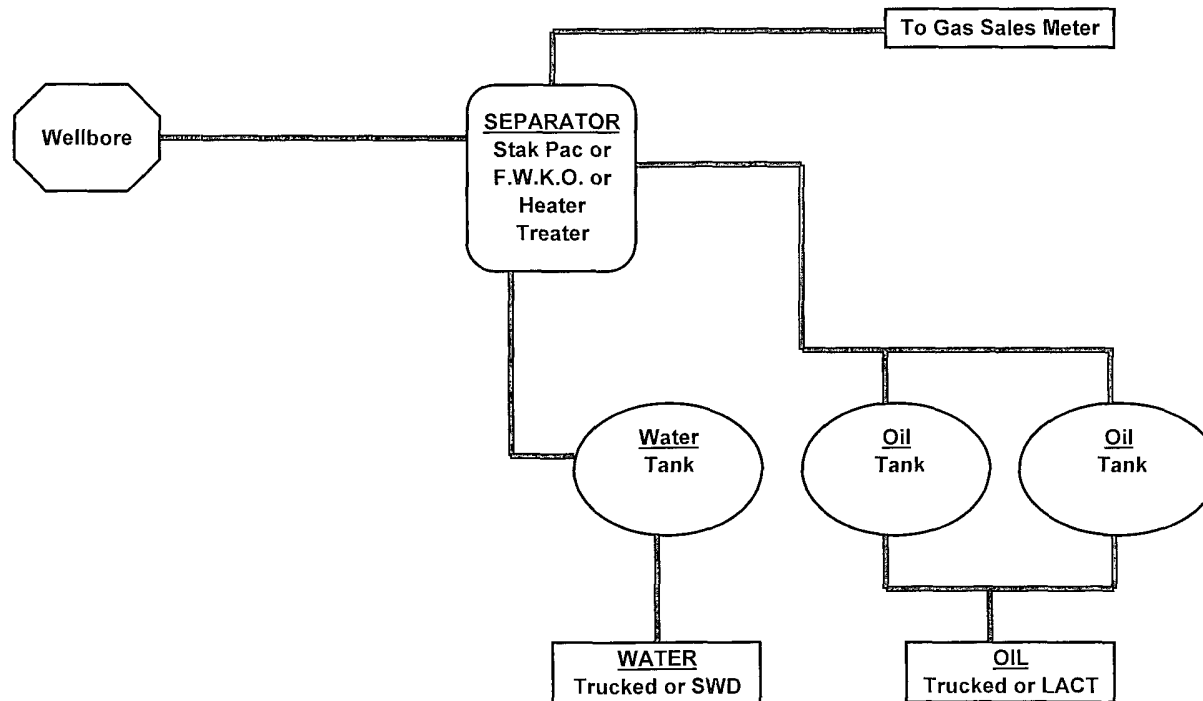 To Gas Sales Meter
Wellbore
SEPARATOR
Stak Pac or
F.W.K.O. or
Heater
Treater
Water
Tank
Oil
Tank
Oil
Tank
WATER
Trucked or SWD
OIL
Trucked or LACT